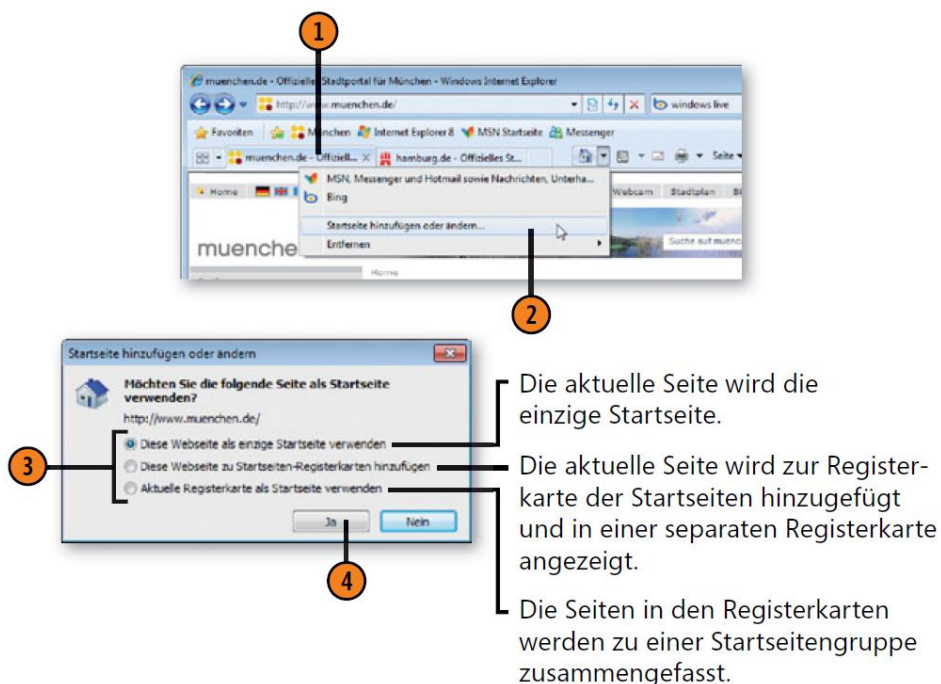 1
muenchen.de - Offizielles Stadtportal für München - Windows Internet Explorer
http://www.muenchen.de/
windows live
Favoriten München Internet Explorer 8 MSN Startseite Messenger
muenchen.de - Offiziell... hamburg.de - Offizielles St... Seite
MSN, Messenger und Hotmail sowie Nachrichten, Unterha...
Home Webcam Stadtplan
Bing
Startseite hinzufügen oder ändern...
Suche auf muenc
muenche
Entfernen
Home
2
Startseite hinzufügen oder ändern
Möchten Sie die folgende Seite als Startseite
verwenden?
http://www.muenchen.de/
3
Diese Webseite als einzige Startseite verwenden
Diese Webseite zu Startseiten-Registerkarten hinzufügen
Aktuelle Registerkarte als Startseite verwenden
Ja Nein
4
Die aktuelle Seite wird die
einzige Startseite.
Die aktuelle Seite wird zur Register-
karte der Startseiten hinzugefügt
und in einer separaten Registerkarte
angezeigt.
Die Seiten in den Registerkarten
werden zu einer Startseitengruppe
zusammengefasst.